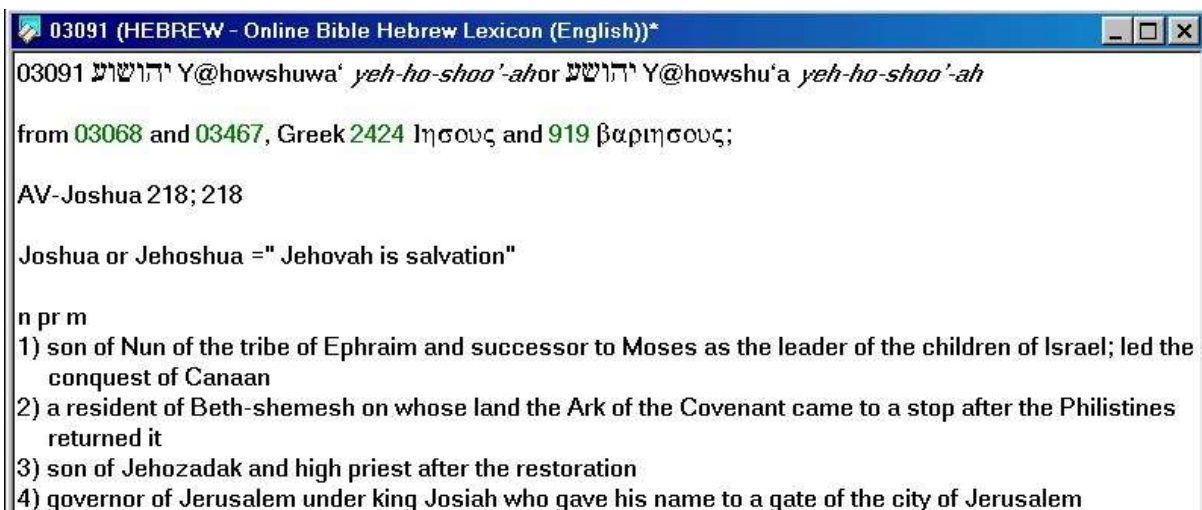 03091 (HEBREW - Online Bible Hebrew Lexicon (English))*
03091 יהושוע Y@howshuwa‘ yeh-ho-shoo'-ahor יהושע Y@howshu‘a yeh-ho-shoo'-ah
from 03068 and 03467, Greek 2424 Ιησους and 919 βαριησους;
AV-Joshua 218; 218
Joshua or Jehoshua =" Jehovah is salvation"
n pr m
1) son of Nun of the tribe of Ephraim and successor to Moses as the leader of the children of Israel; led the
conquest of Canaan
2) a resident of Beth-shemesh on whose land the Ark of the Covenant came to a stop after the Philistines
returned it
3) son of Jehozadak and high priest after the restoration
4) governor of Jerusalem under king Josiah who gave his name to a gate of the city of Jerusalem